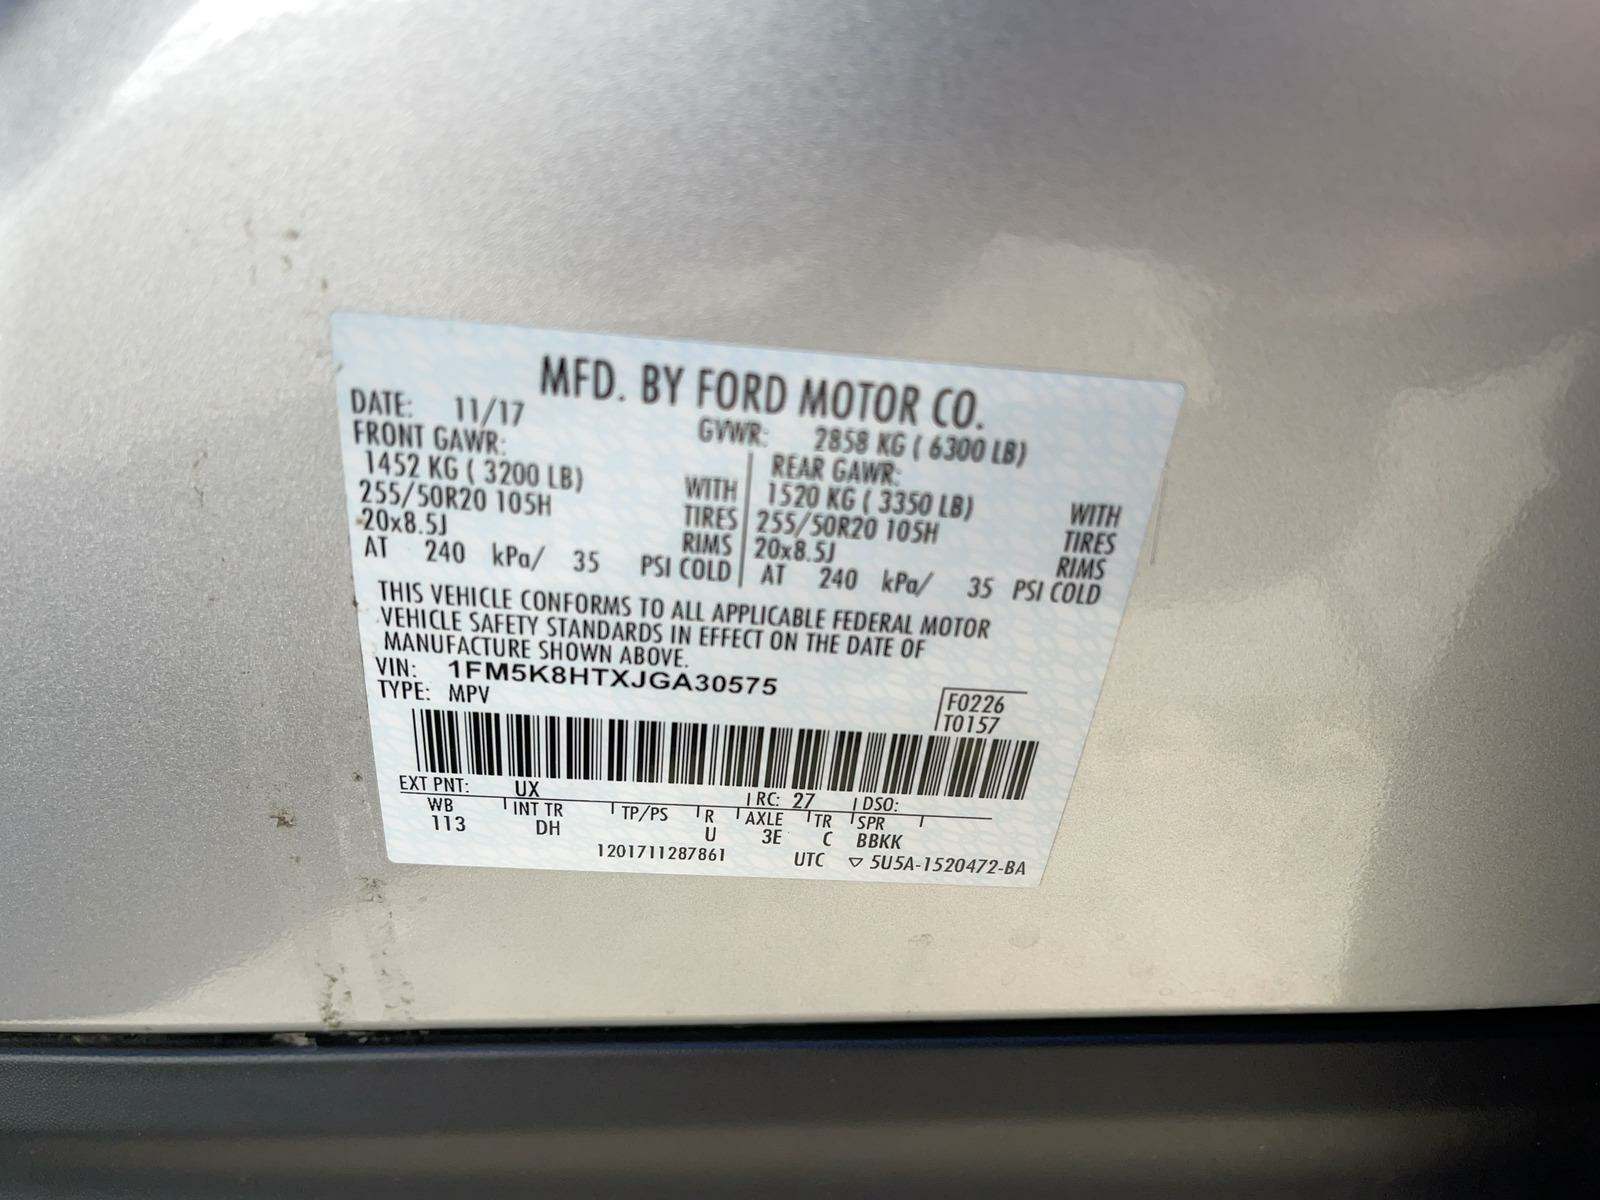 MFD. BY FORD MOTOR CO.
DATE: 11/17 GVWR: 2858 KG ( 6300 LB)
FRONT GAWR: REAR GAWR:
1452 KG ( 3200 LB) WITH 1520 KG ( 3350 LB) WITH
255/50R20 105H TIRES 255/50R20 105H TIRES
20x8.5J RIMS 20x8.5J RIMS
AT 240 kPa/ 35 PSI COLD AT 240 kPa/ 35 PSI COLD
THIS VEHICLE CONFORMS TO ALL APPLICABLE FEDERAL MOTOR
VEHICLE SAFETY STANDARDS IN EFFECT ON THE DATE OF
MANUFACTURE SHOWN ABOVE.
VIN: 1FM5K8HTXJGA30575
TYPE: MPV
F0226
T0157
EXT PNT: UX RC: 27 DSO:
WB INT TR TP/PS R AXLE TR SPR
113 DH U 3E C BBKK
1201711287861 UTC ▽ 5U5A-1520472-BA